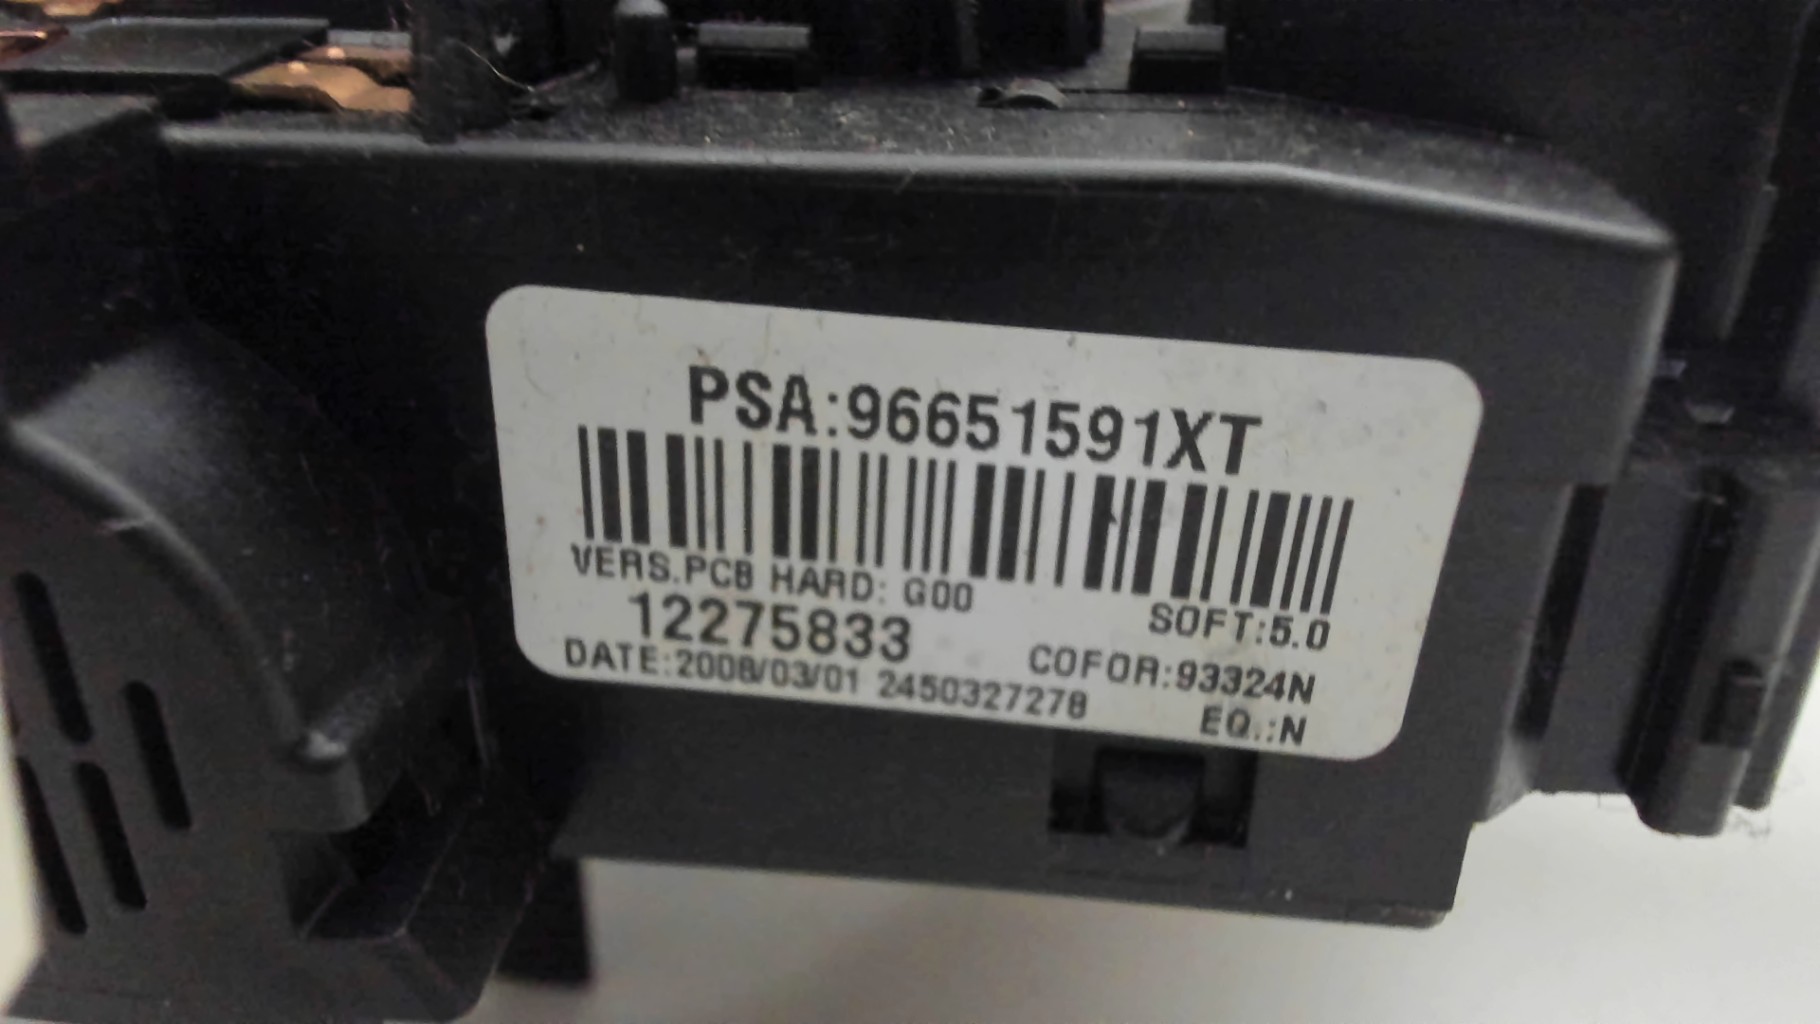 PSA:96651591XT
VERS.PCB HARD: G00
SOFT:5.0
12275833
COFOR:93324N
DATE:2008/03/01 2450327278
EQ.:N